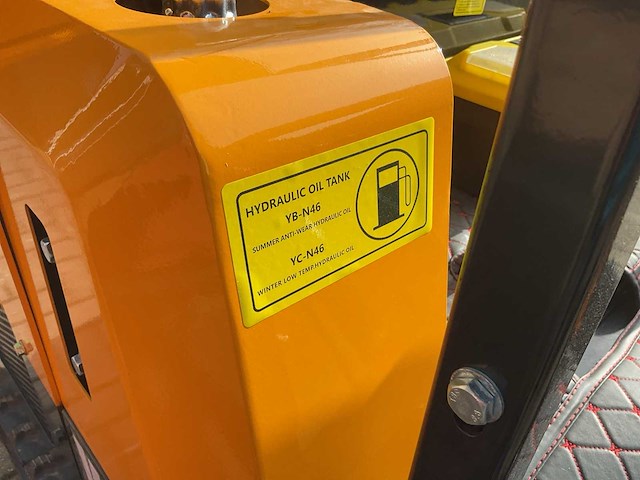 HYDRAULIC OIL TANK
YB-N46
SUMMER ANTI-WEAR HYDRAULIC OIL
YC-N46
WINTER LOW TEMP.HYDRAULIC OIL